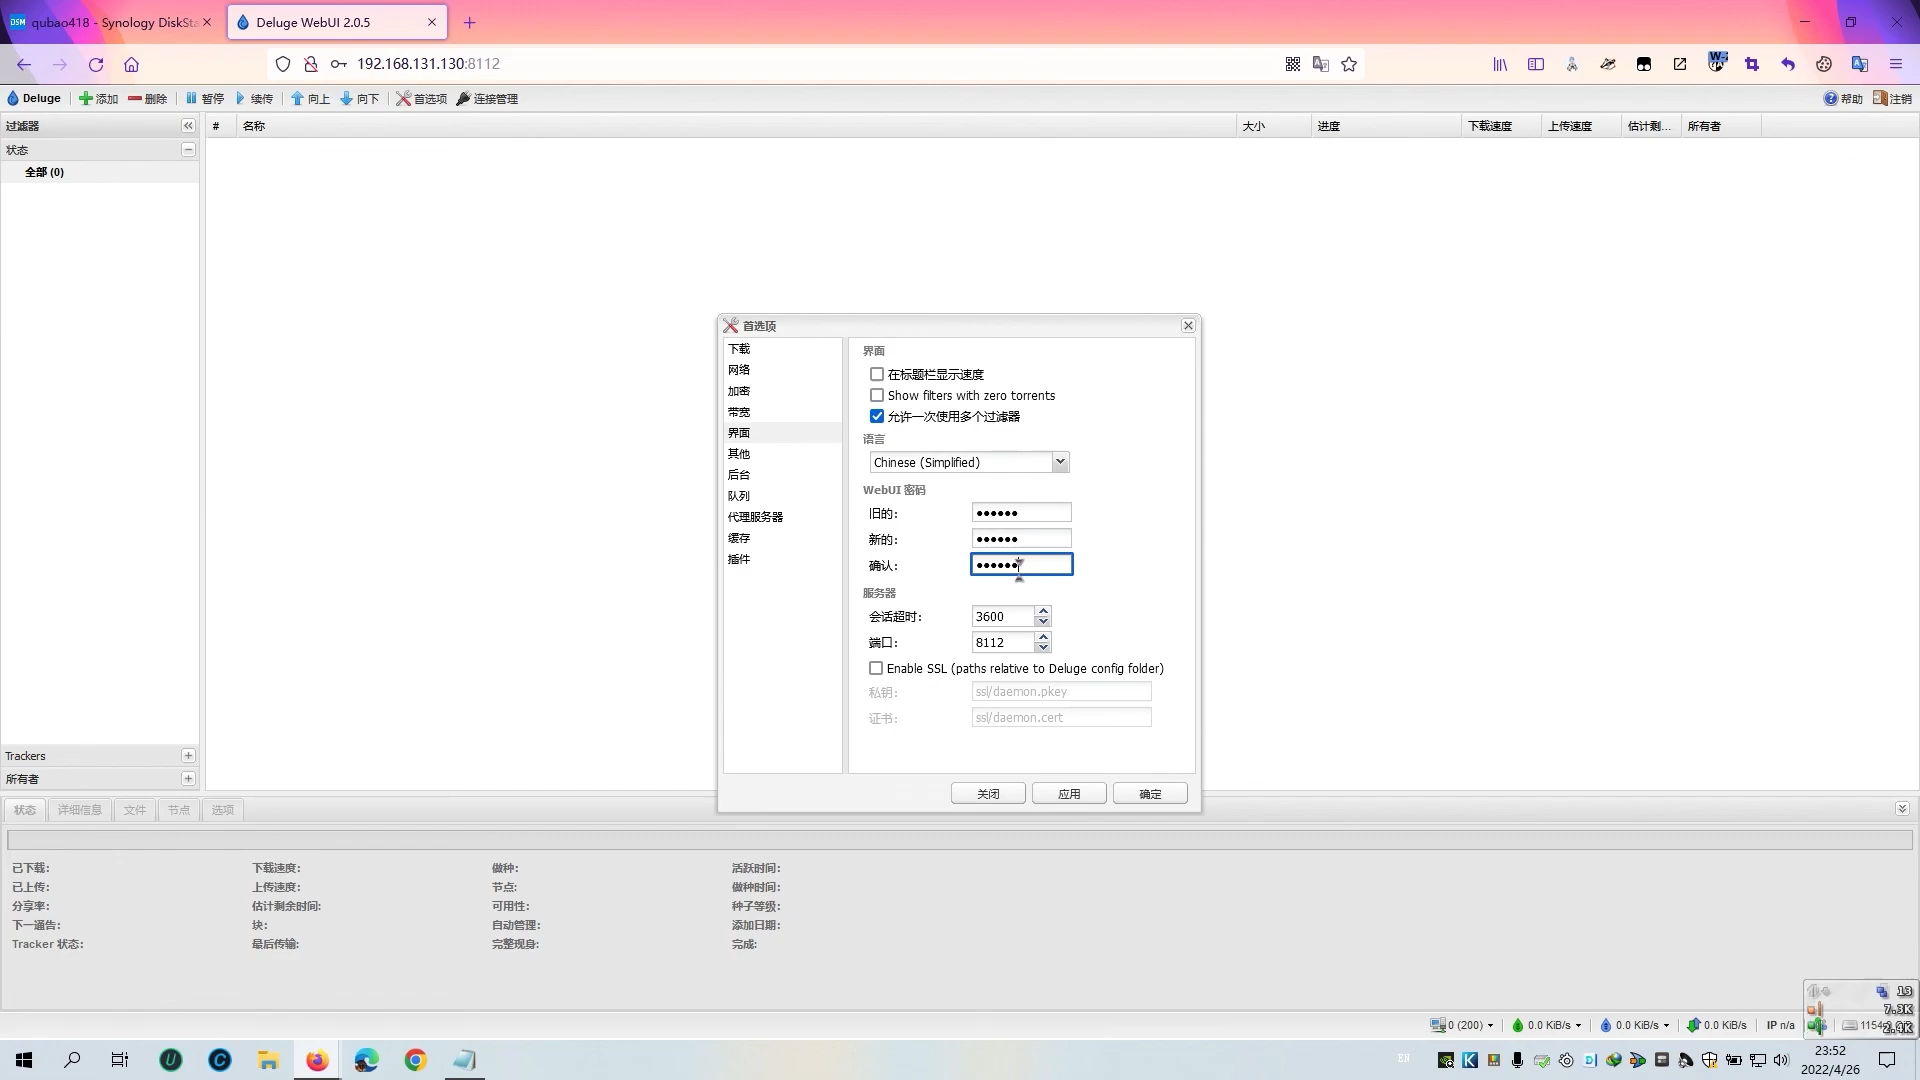 qubao418 - Synology DiskSta
Deluge WebUI 2.0.5
192.168.131.130:8112
Deluge 添加 删除 暂停 续传 向上 向下 首选项 连接管理 帮助 注销
过滤器
# 名称 大小 进度 下载速度 上传速度 估计剩... 所有者
状态
全部 (0)
首选项
下载
网络
加密
带宽
界面
其他
后台
队列
代理服务器
缓存
插件
界面
在标题栏显示速度
Show filters with zero torrents
允许一次使用多个过滤器
语言
Chinese (Simplified)
WebUI 密码
旧的: ••••••
新的: ••••••
确认: ••••••
服务器
会话超时: 3600
端口: 8112
Enable SSL (paths relative to Deluge config folder)
私钥: ssl/daemon.pkey
证书: ssl/daemon.cert
关闭 应用 确定
Trackers
所有者
状态 详细信息 文件 节点 选项
已下载: 下载速度: 做种: 活跃时间:
已上传: 上传速度: 节点: 做种时间:
分享率: 估计剩余时间: 可用性: 种子等级:
下一通告: 块: 自动管理: 添加日期:
Tracker 状态: 最后传输: 完整现身: 完成:
13
7.3K
2.4K
0 (200) 0.0 KiB/s 0.0 KiB/s 0.0 KiB/s IP n/a
EN
23:52
2022/4/26